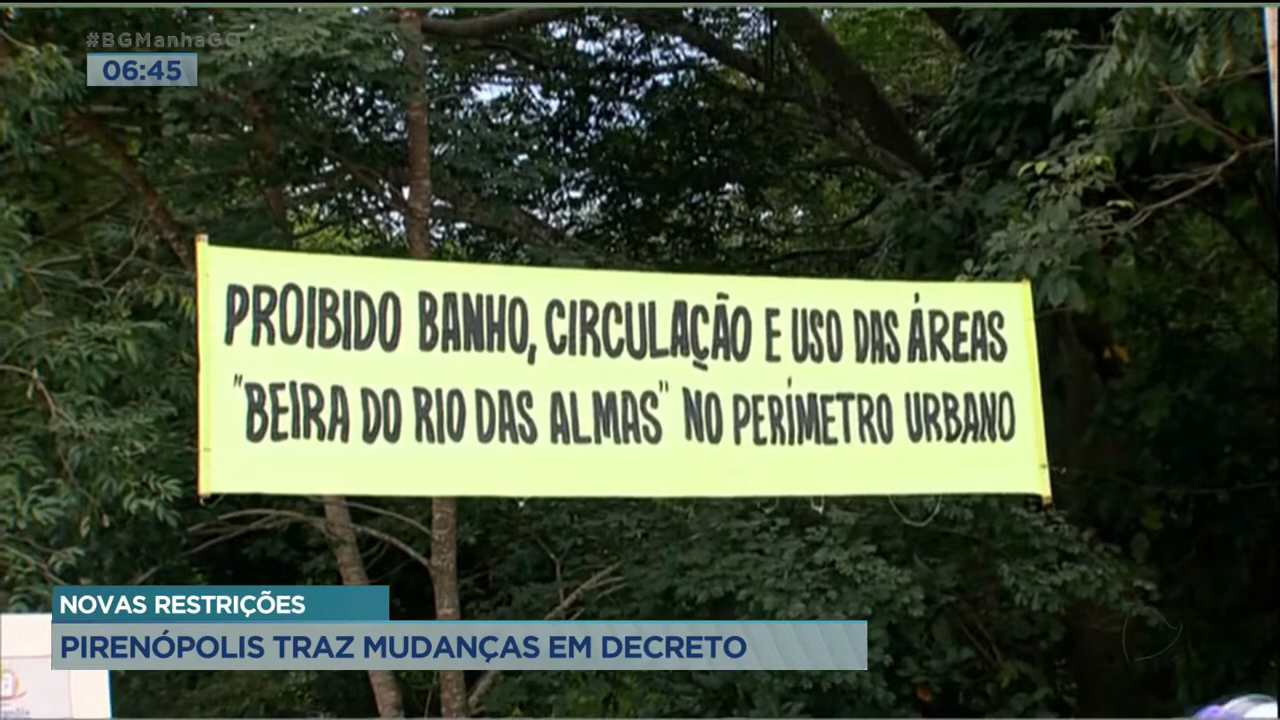 #BGManhaGO
06:45
PROIBIDO BANHO, CIRCULAÇÃO E USO DAS ÁREAS
"BEIRA DO RIO DAS ALMAS" NO PERÍMETRO URBANO
NOVAS RESTRIÇÕES
PIRENÓPOLIS TRAZ MUDANÇAS EM DECRETO